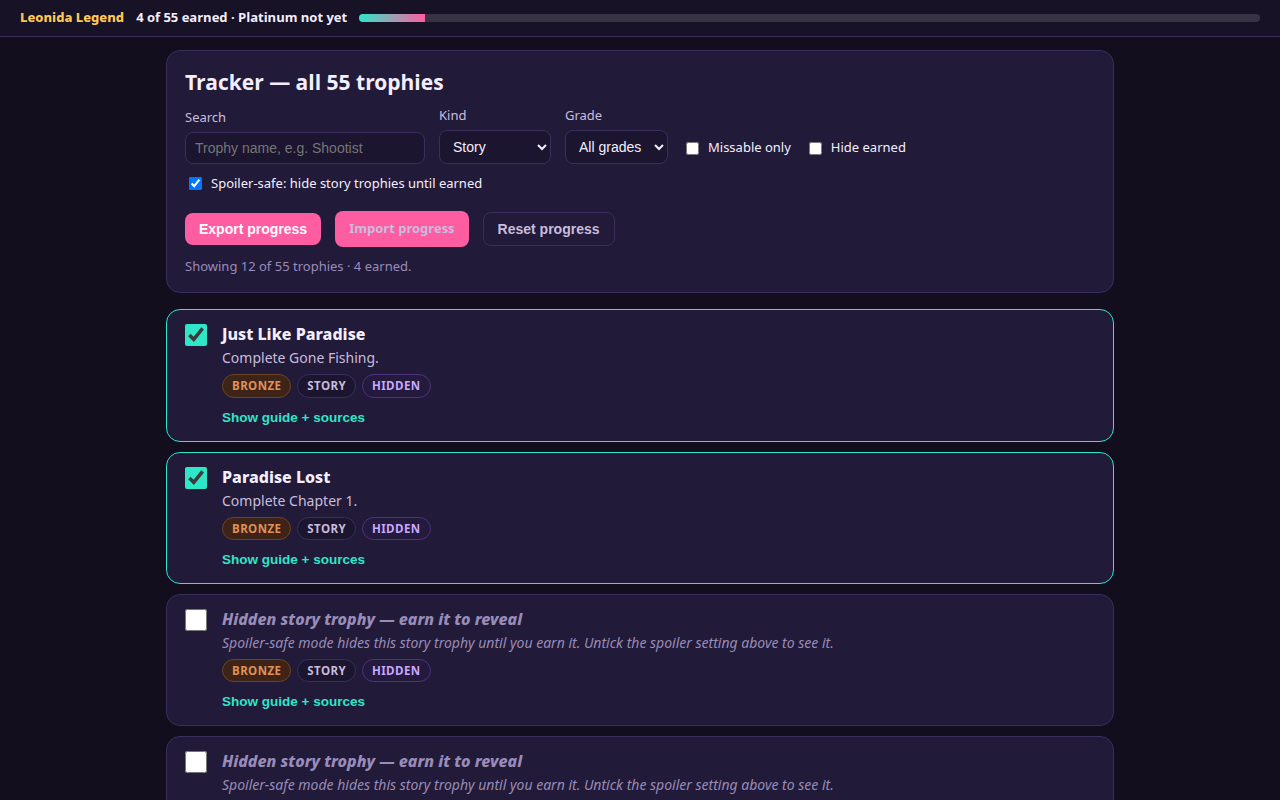 Leonida Legend 4 of 55 earned · Platinum not yet
Tracker — all 55 trophies
Search
Kind
Grade
Trophy name, e.g. Shootist
Story
All grades
Missable only
Hide earned
Spoiler-safe: hide story trophies until earned
Export progress
Import progress
Reset progress
Showing 12 of 55 trophies · 4 earned.
Just Like Paradise
Complete Gone Fishing.
BRONZE STORY HIDDEN
Show guide + sources
Paradise Lost
Complete Chapter 1.
BRONZE STORY HIDDEN
Show guide + sources
Hidden story trophy — earn it to reveal
Spoiler-safe mode hides this story trophy until you earn it. Untick the spoiler setting above to see it.
BRONZE STORY HIDDEN
Show guide + sources
Hidden story trophy — earn it to reveal
Spoiler-safe mode hides this story trophy until you earn it. Untick the spoiler setting above to see it.